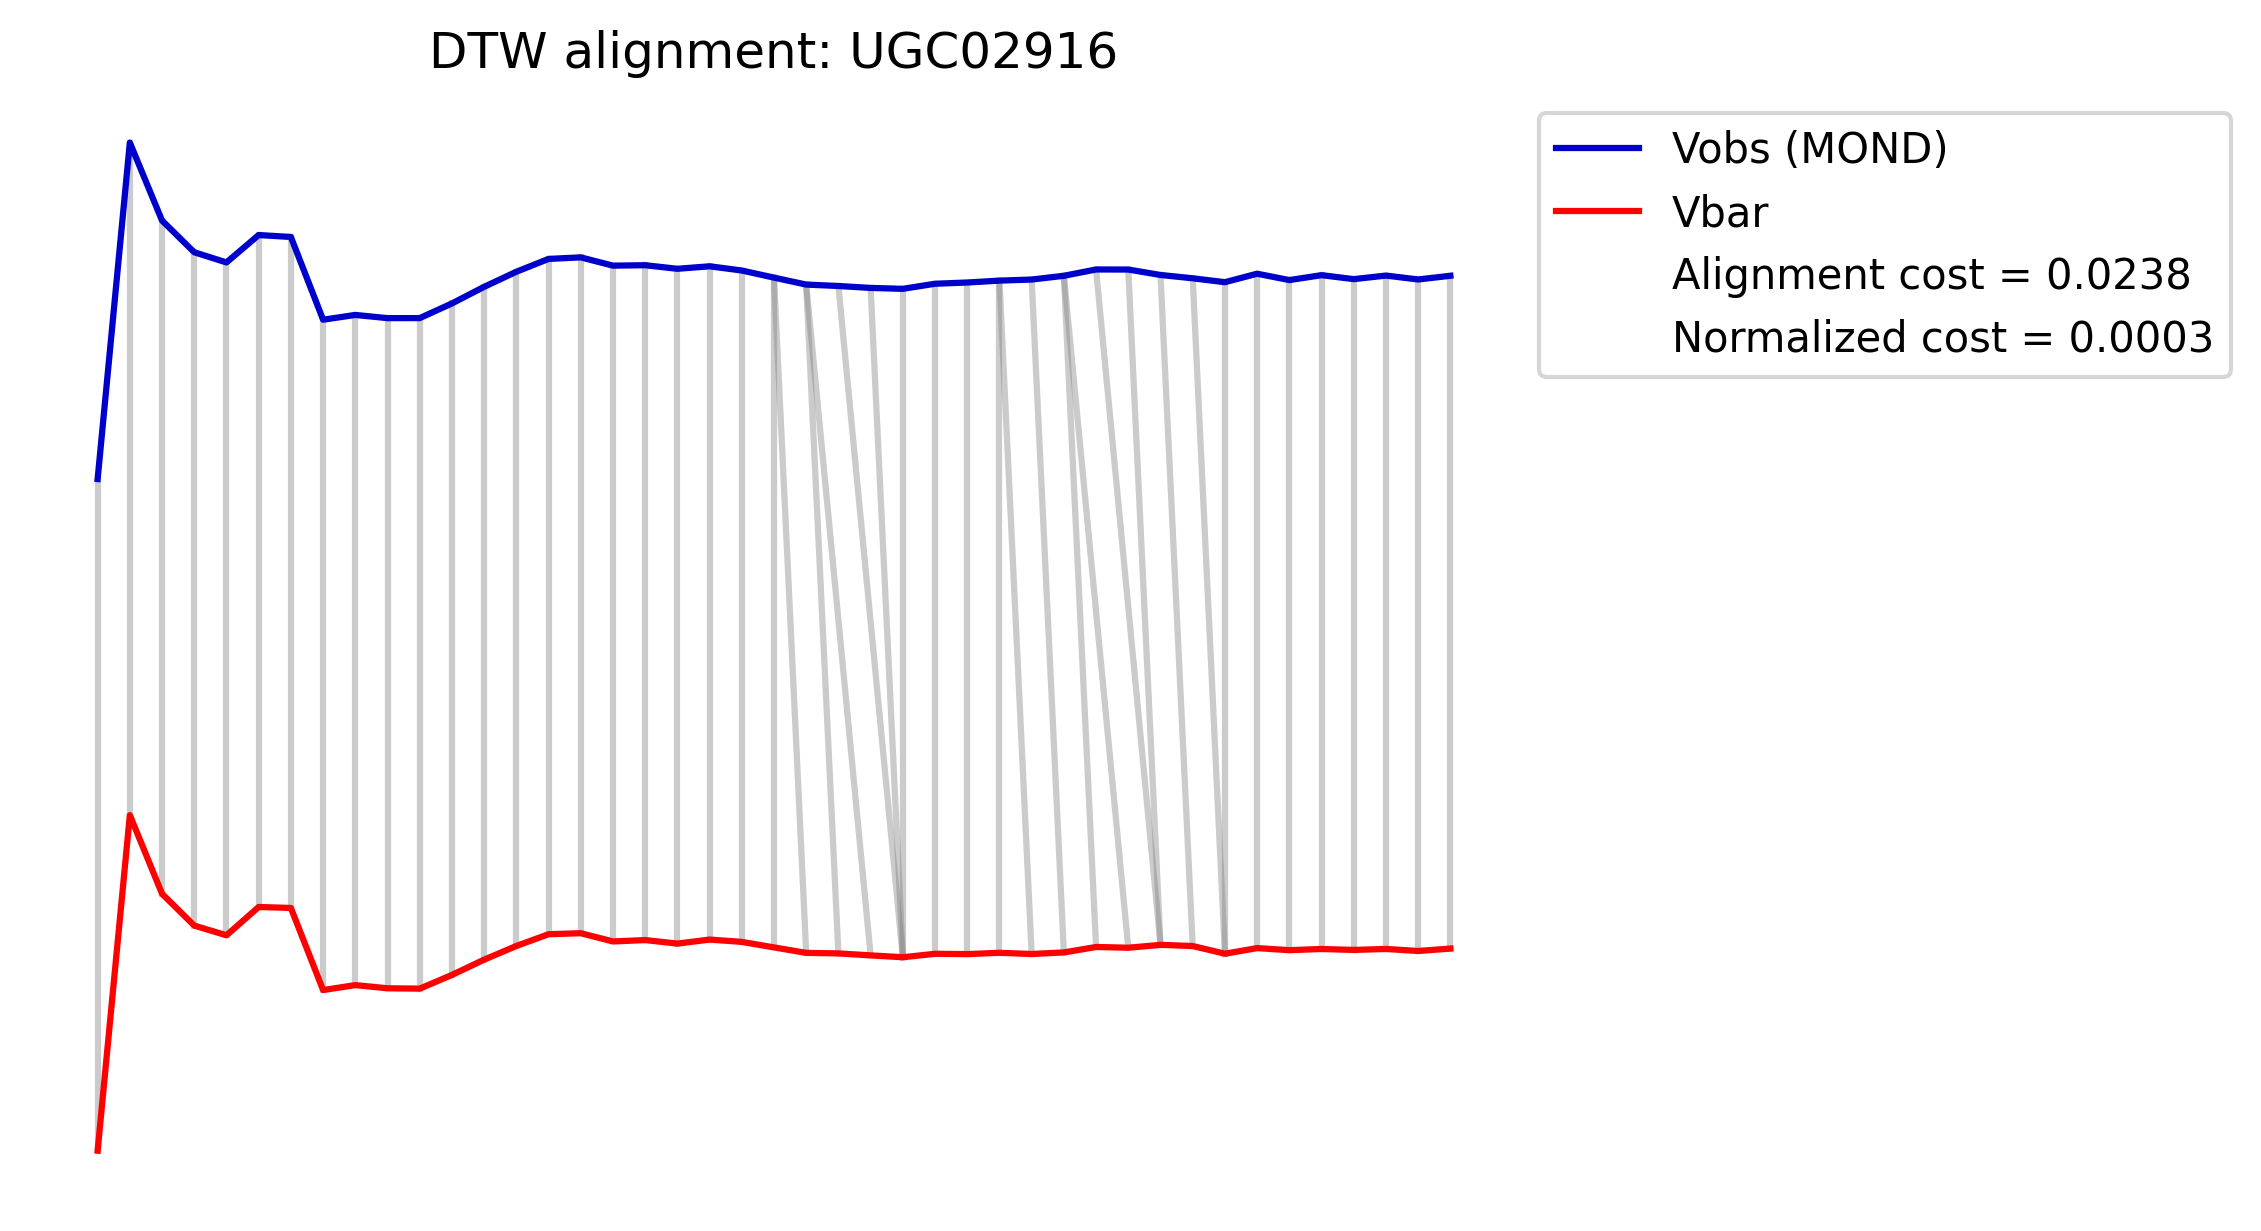 DTW alignment: UGC02916
Vobs (MOND)
Vbar
Alignment cost = 0.0238
Normalized cost = 0.0003